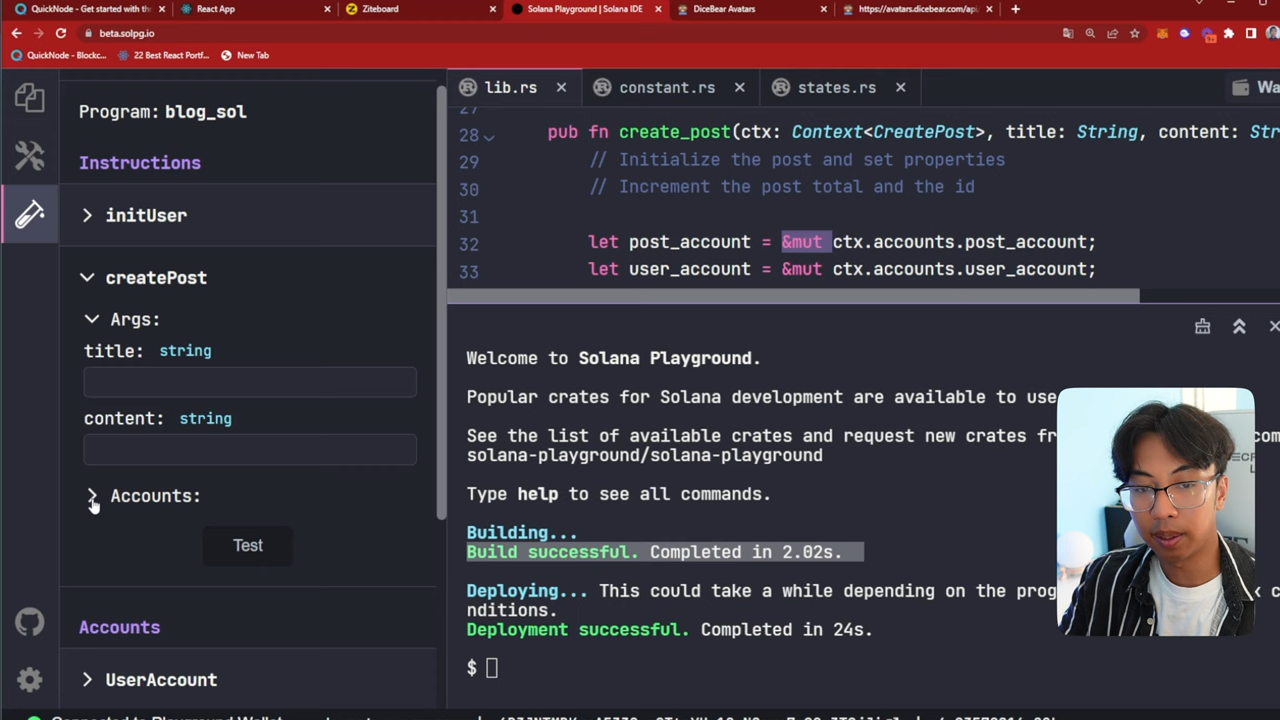 QuickNode - Get started with th
React App
Ziteboard
Solana Playground | Solana IDE
DiceBear Avatars
https://avatars.dicebear.com/api
beta.solpg.io
QuickNode - Blockc...
22 Best React Portf...
New Tab
Program: blog_sol
Instructions
initUser
createPost
Args:
title: string
content: string
Accounts:
Test
Accounts
UserAccount
lib.rs
constant.rs
states.rs
Wa
27
28 pub fn create_post(ctx: Context<CreatePost>, title: String, content: Str
29 // Initialize the post and set properties
30 // Increment the post total and the id
31
32 let post_account = &mut ctx.accounts.post_account;
33 let user_account = &mut ctx.accounts.user_account;
Welcome to Solana Playground.
Popular crates for Solana development are available to use
See the list of available crates and request new crates fr
solana-playground/solana-playground
Type help to see all commands.
Building...
Build successful. Completed in 2.02s.
Deploying... This could take a while depending on the prog
nditions.
Deployment successful. Completed in 24s.
$